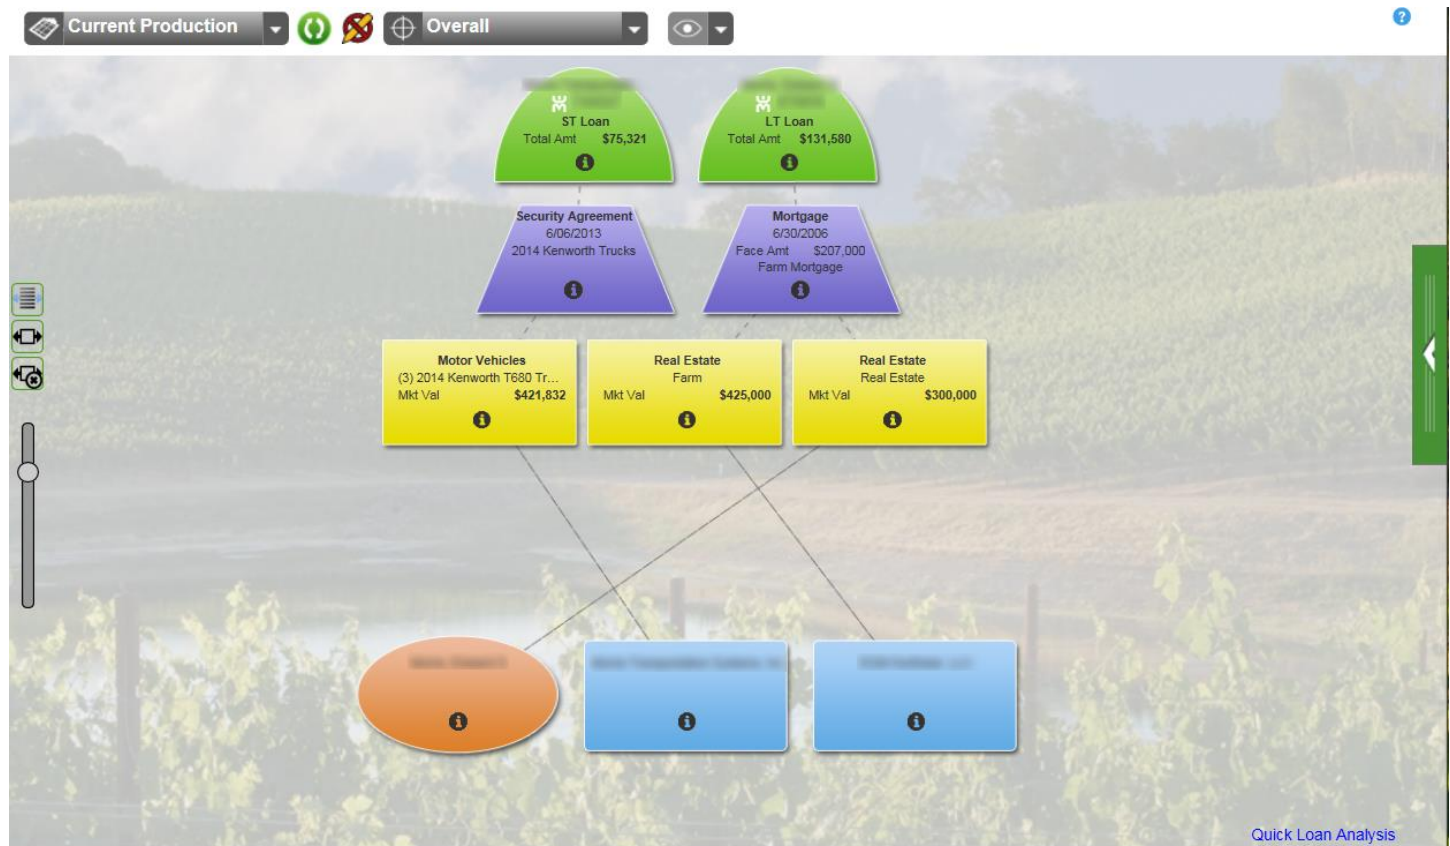 Current Production
Overall
ST Loan
Total Amt $75,321
LT Loan
Total Amt $131,580
Security Agreement
6/06/2013
2014 Kenworth Trucks
Mortgage
6/30/2006
Face Amt $207,000
Farm Mortgage
Motor Vehicles
(3) 2014 Kenworth T680 Tr...
Mkt Val $421,832
Real Estate
Farm
Mkt Val $425,000
Real Estate
Real Estate
Mkt Val $300,000
Quick Loan Analysis